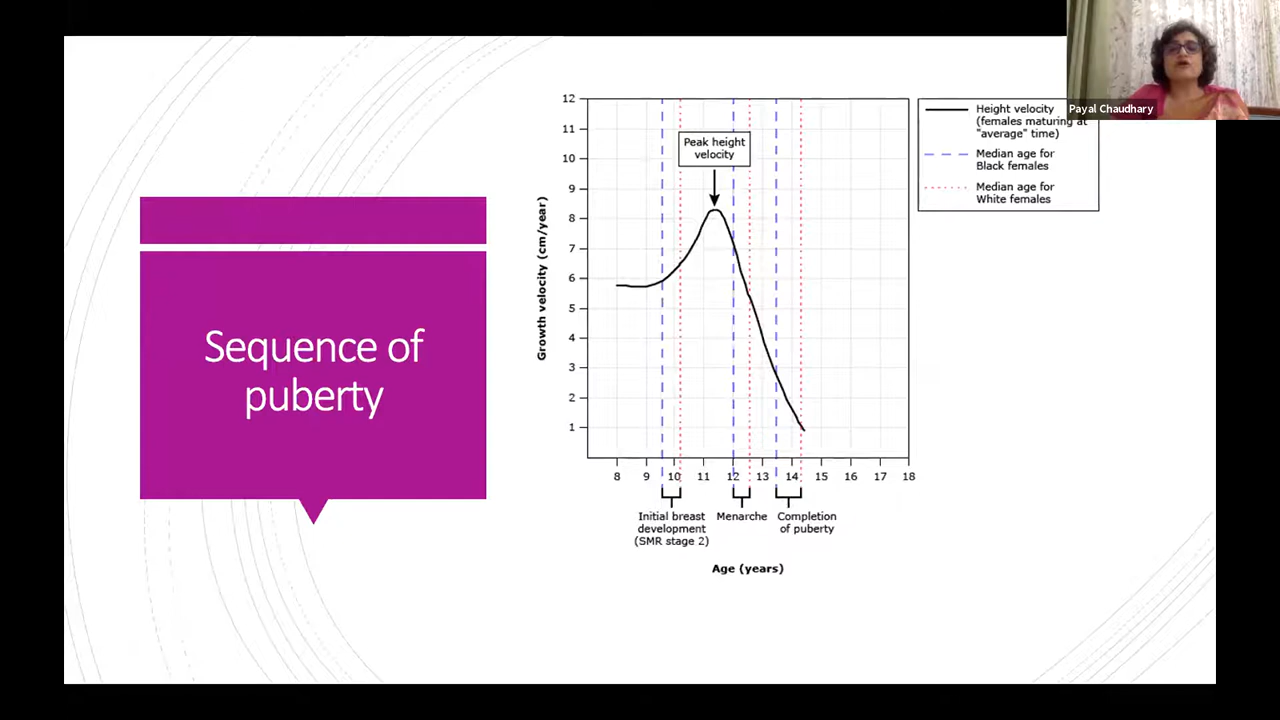 Payal Chaudhary
Sequence of
puberty
12
11
10
9
8
7
6
5
4
3
2
1
Growth velocity (cm/year)
Peak height
velocity
8 9 10 11 12 13 14 15 16 17 18
Initial breast
development
(SMR stage 2)
Menarche
Completion
of puberty
Age (years)
Height velocity
(females maturing at
"average" time)
Median age for
Black females
Median age for
White females